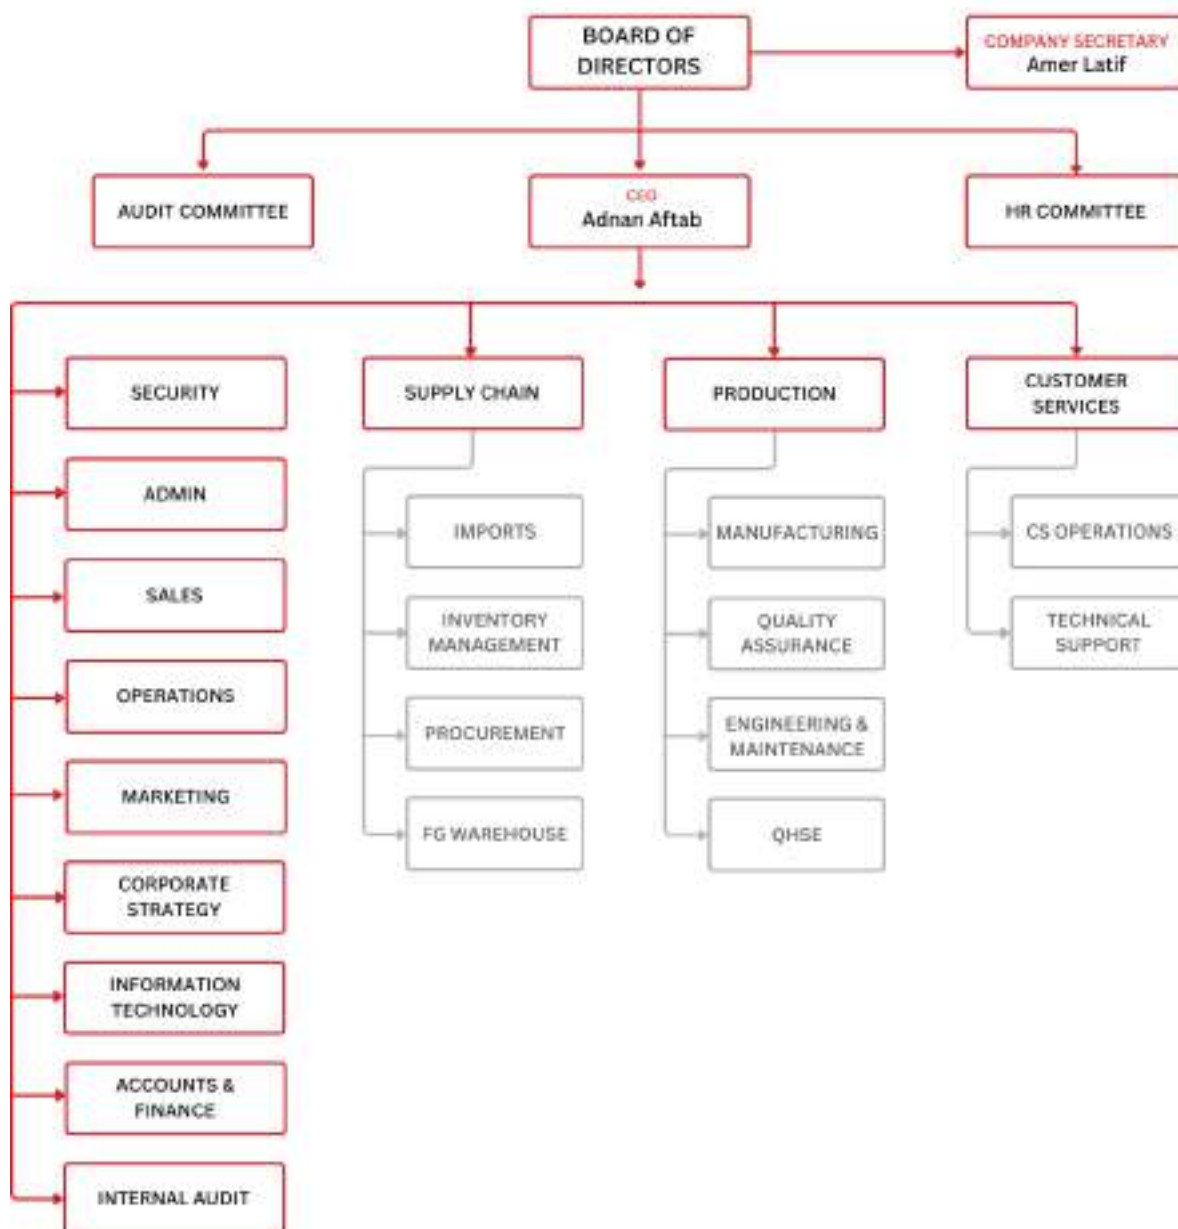 BOARD OF
DIRECTORS
COMPANY SECRETARY
Amer Latif
AUDIT COMMITTEE
CEO
Adnan Aftab
HR COMMITTEE
SECURITY
ADMIN
SALES
OPERATIONS
MARKETING
CORPORATE
STRATEGY
INFORMATION
TECHNOLOGY
ACCOUNTS &
FINANCE
INTERNAL AUDIT
SUPPLY CHAIN
IMPORTS
INVENTORY
MANAGEMENT
PROCUREMENT
FG WAREHOUSE
PRODUCTION
MANUFACTURING
QUALITY
ASSURANCE
ENGINEERING &
MAINTENANCE
QHSE
CUSTOMER
SERVICES
CS OPERATIONS
TECHNICAL
SUPPORT